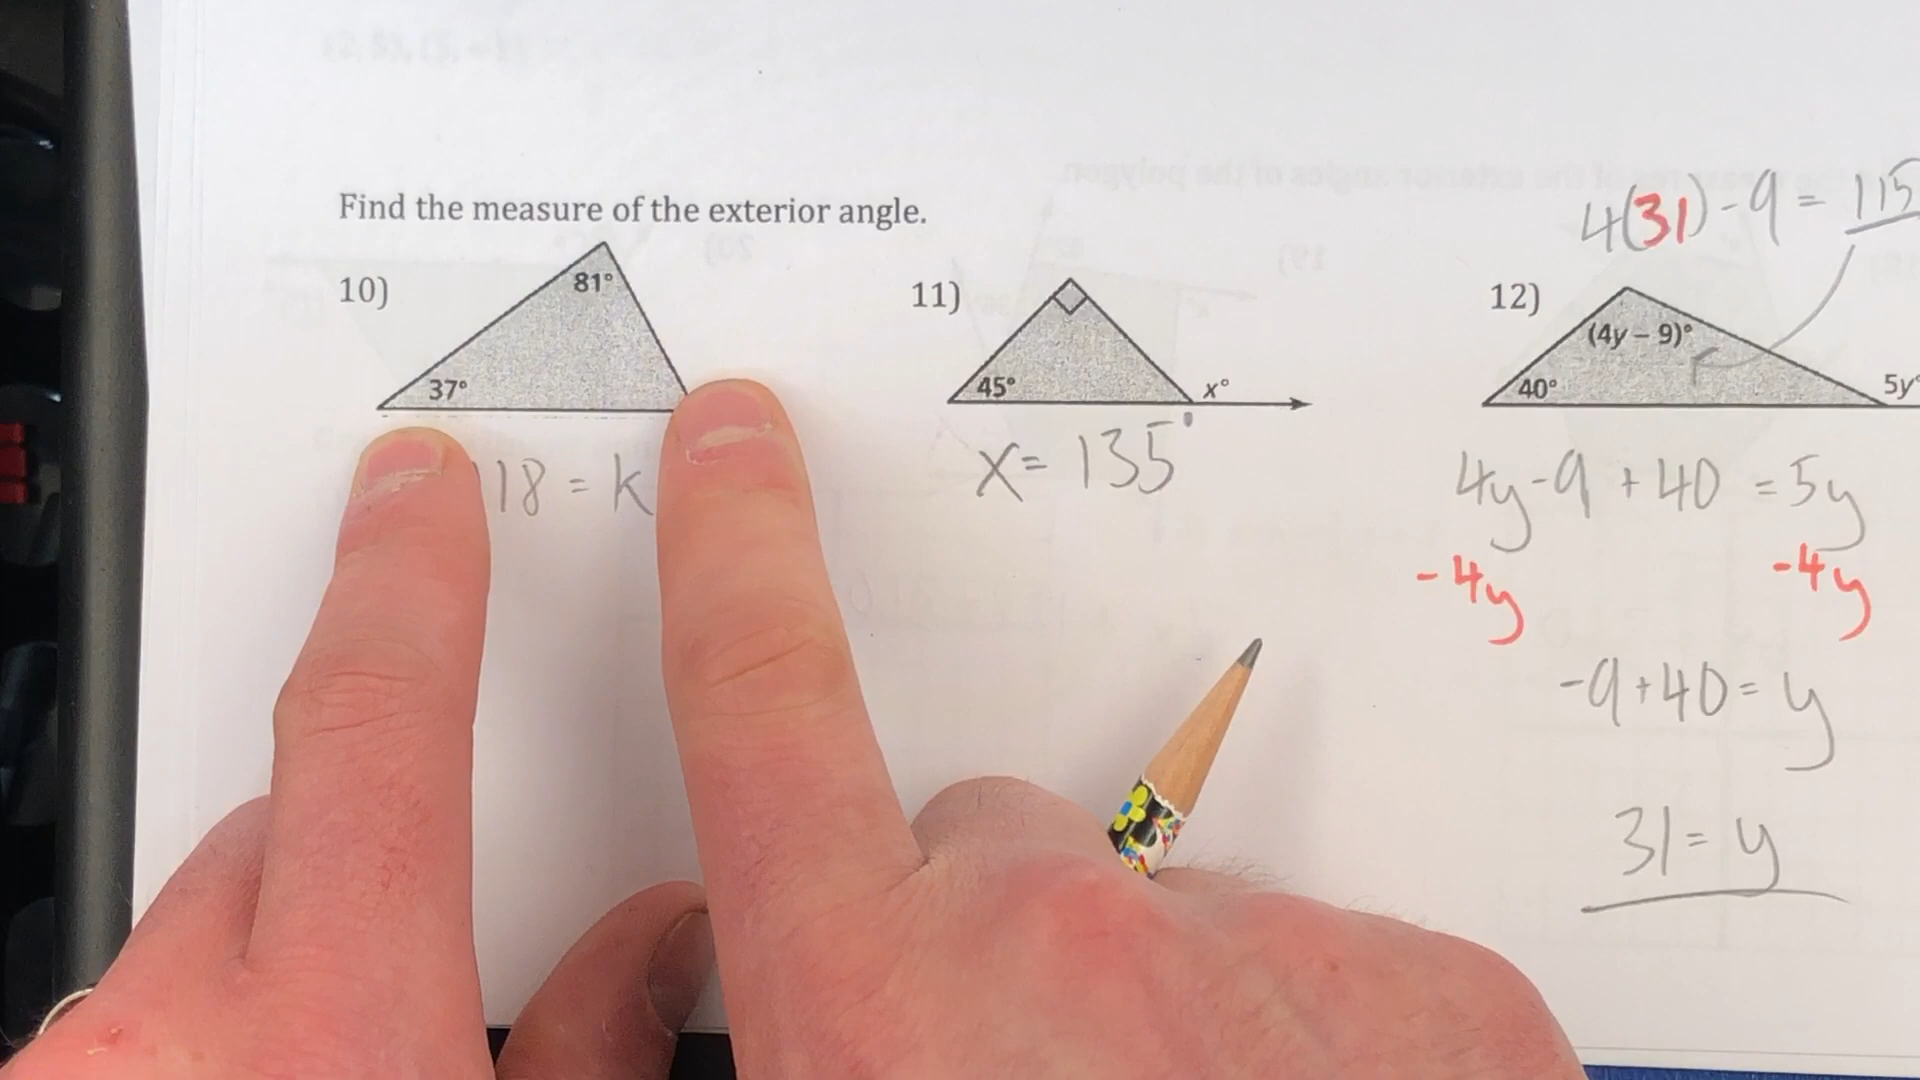 Find the measure of the exterior angle.
10)
81°
37°
118 = k
11)
45°
x°
x = 135°
4(31) - 9 = 115
12)
(4y – 9)°
40°
5y°
4y - 9 + 40 = 5y
-4y -4y
-9 + 40 = y
31 = y